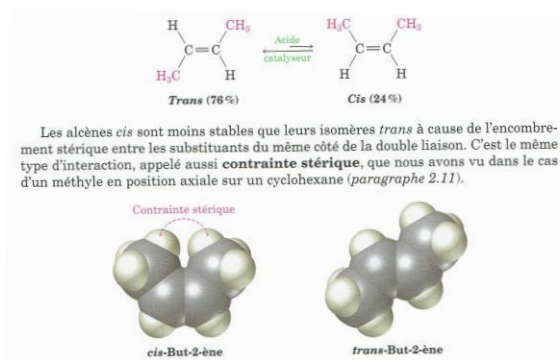 H CH₃ H₃C CH₃
C=C Acide C=C
catalyseur
H₃C H H H
Trans (76%) Cis (24%)
Les alcènes cis sont moins stables que leurs isomères trans à cause de l'encombre-
ment stérique entre les substituants du même côté de la double liaison. C'est le même
type d'interaction, appelé aussi contrainte stérique, que nous avons vu dans le cas
d'un méthyle en position axiale sur un cyclohexane (paragraphe 2.11).
Contrainte stérique
cis-But-2-ène trans-But-2-ène